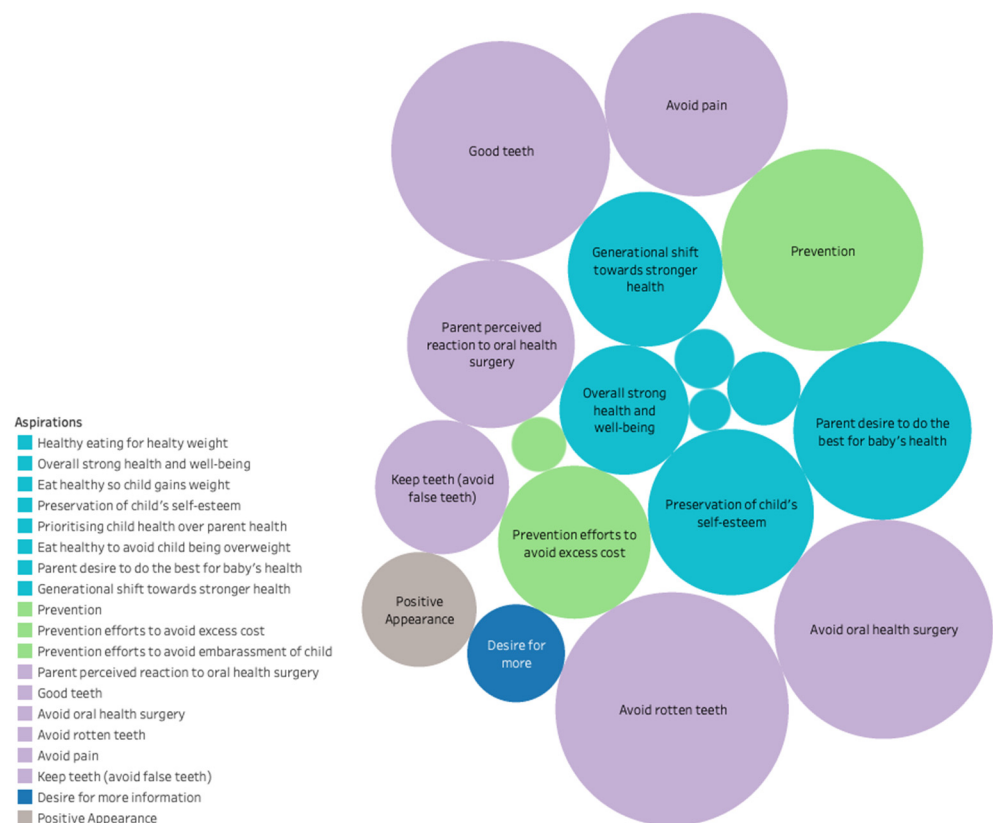 Avoid pain
Good teeth
Generational shift
towards stronger
health
Prevention
Parent perceived
reaction to oral health
surgery
Overall strong
health and
well-being
Parent desire to do the
best for baby's health
Keep teeth (avoid
false teeth)
Preservation of child's
self-esteem
Prevention efforts to
avoid excess cost
Positive
Appearance
Desire for
more
Avoid oral health surgery
Avoid rotten teeth
Aspirations
Healthy eating for healty weight
Overall strong health and well-being
Eat healthy so child gains weight
Preservation of child's self-esteem
Prioritising child health over parent health
Eat healthy to avoid child being overweight
Parent desire to do the best for baby's health
Generational shift towards stronger health
Prevention
Prevention efforts to avoid excess cost
Prevention efforts to avoid embarassment of child
Parent perceived reaction to oral health surgery
Good teeth
Avoid oral health surgery
Avoid rotten teeth
Avoid pain
Keep teeth (avoid false teeth)
Desire for more information
Positive Appearance